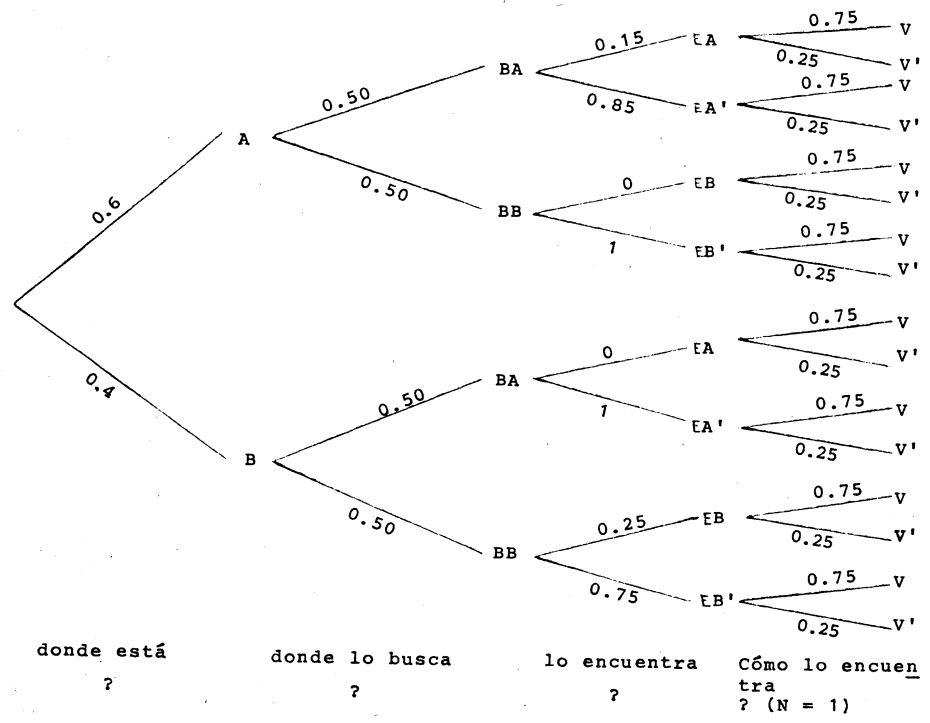 0.75 V
0.15 EA
0.25 V'
BA 0.75 V
0.50 0.85 EA'
0.25 V'
A
0.75 V
0 EB
0.50 0.25 V'
BB 0.75 V
0.6 1 EB'
0.25 V'
0.75 V
0 EA V'
0.25
0.4 BA 0.75 V
0.50 1
EA'
0.25 V'
B
0.75 V
0.50 0.25 EB
0.25 V'
BB
0.75 V
0.75 EB'
0.25 V'
donde está donde lo busca lo encuentra Cómo lo encuen
tra
? ? ? ? (N = 1)